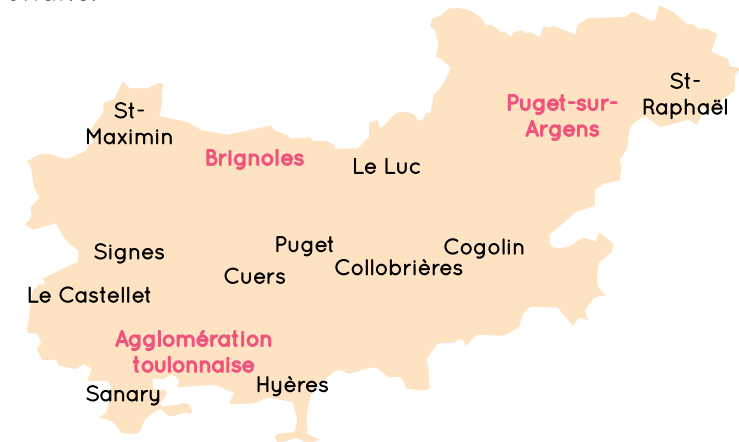 St-
Raphaël
Puget-sur-
Argens
St-
Maximin
Brignoles
Le Luc
Puget
Cogolin
Signes
Collobrières
Cuers
Le Castellet
Agglomération
toulonnaise
Hyères
Sanary